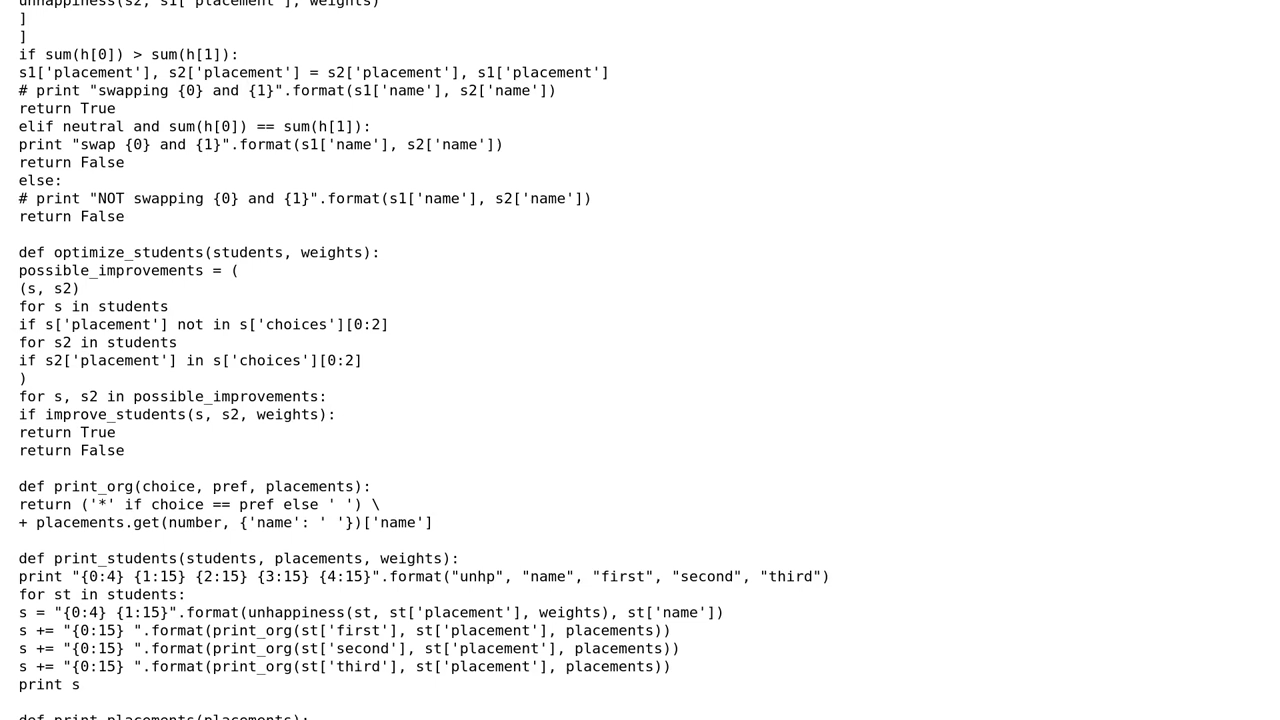 unhappiness(s2, s1['placement'], weights)
]
]
if sum(h[0]) > sum(h[1]):
s1['placement'], s2['placement'] = s2['placement'], s1['placement']
# print "swapping {0} and {1}".format(s1['name'], s2['name'])
return True
elif neutral and sum(h[0]) == sum(h[1]):
print "swap {0} and {1}".format(s1['name'], s2['name'])
return False
else:
# print "NOT swapping {0} and {1}".format(s1['name'], s2['name'])
return False

def optimize_students(students, weights):
possible_improvements = (
(s, s2)
for s in students
if s['placement'] not in s['choices'][0:2]
for s2 in students
if s2['placement'] in s['choices'][0:2]
)
for s, s2 in possible_improvements:
if improve_students(s, s2, weights):
return True
return False

def print_org(choice, pref, placements):
return ('*' if choice == pref else ' ') \
+ placements.get(number, {'name': ' '})['name']

def print_students(students, placements, weights):
print "{0:4} {1:15} {2:15} {3:15} {4:15}".format("unhp", "name", "first", "second", "third")
for st in students:
s = "{0:4} {1:15}".format(unhappiness(st, st['placement'], weights), st['name'])
s += "{0:15} ".format(print_org(st['first'], st['placement'], placements))
s += "{0:15} ".format(print_org(st['second'], st['placement'], placements))
s += "{0:15} ".format(print_org(st['third'], st['placement'], placements))
print s

def print_placements(placements):